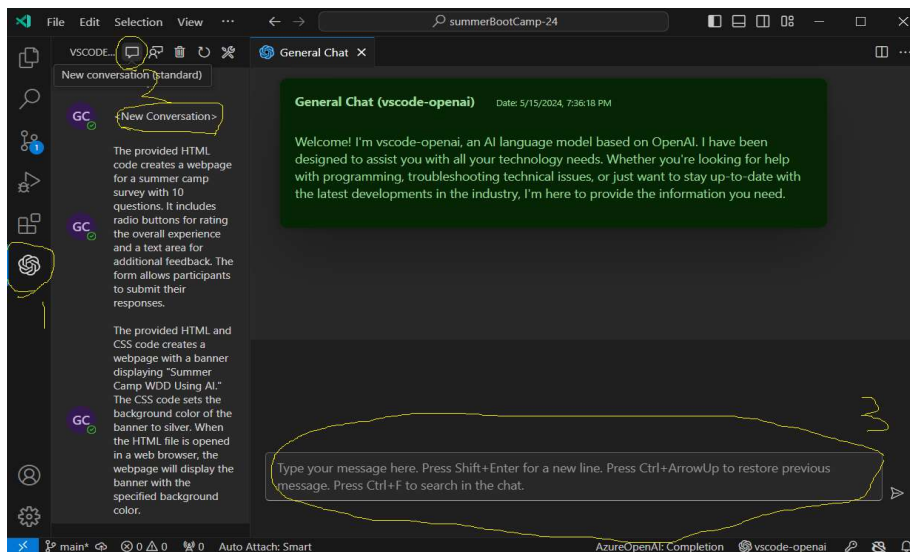 File Edit Selection View ···
summerBootCamp-24
VSCODE...
General Chat
New conversation (standard)
GC
<New Conversation>
GC
The provided HTML
code creates a webpage
for a summer camp
survey with 10
questions. It includes
radio buttons for rating
the overall experience
and a text area for
additional feedback. The
form allows participants
to submit their
responses.
GC
The provided HTML and
CSS code creates a
webpage with a banner
displaying "Summer
Camp WDD Using AI."
The CSS code sets the
background color of the
banner to silver. When
the HTML file is opened
in a web browser, the
webpage will display the
banner with the
specified background
color.
General Chat (vscode-openai) Date: 5/15/2024, 7:36:18 PM
Welcome! I'm vscode-openai, an AI language model based on OpenAI. I have been
designed to assist you with all your technology needs. Whether you're looking for help
with programming, troubleshooting technical issues, or just want to stay up-to-date with
the latest developments in the industry, I'm here to provide the information you need.
Type your message here. Press Shift+Enter for a new line. Press Ctrl+ArrowUp to restore previous
message. Press Ctrl+F to search in the chat.
1
2
3
1
main* 0 0 0 Auto Attach: Smart AzureOpenAI: Completion vscode-openai